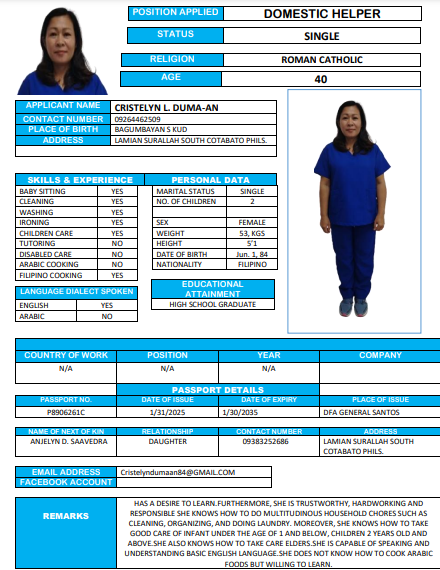 POSITION APPLIED DOMESTIC HELPER
STATUS SINGLE
RELIGION ROMAN CATHOLIC
AGE 40
APPLICANT NAME CRISTELYN L. DUMA-AN
CONTACT NUMBER 09264462509
PLACE OF BIRTH BAGUMBAYAN S KUD
ADDRESS LAMIAN SURALLAH SOUTH COTABATO PHILS.
SKILLS & EXPERIENCE
BABY SITTING YES
CLEANING YES
WASHING YES
IRONING YES
CHILDREN CARE YES
TUTORING NO
DISABLED CARE NO
ARABIC COOKING NO
FILIPINO COOKING YES
PERSONAL DATA
MARITAL STATUS SINGLE
NO. OF CHILDREN 2
SEX FEMALE
WEIGHT 53, KGS
HEIGHT 5'1
DATE OF BIRTH Jun. 1, 84
NATIONALITY FILIPINO
LANGUAGE DIALECT SPOKEN
ENGLISH YES
ARABIC NO
EDUCATIONAL
ATTAINMENT
HIGH SCHOOL GRADUATE
COUNTRY OF WORK POSITION YEAR COMPANY
N/A N/A N/A
PASSPORT DETAILS
PASSPORT NO. DATE OF ISSUE DATE OF EXPIRY PLACE OF ISSUE
P8906261C 1/31/2025 1/30/2035 DFA GENERAL SANTOS
NAME OF NEXT OF KIN RELATIONSHIP CONTACT NUMBER ADDRESS
ANJELYN D. SAAVEDRA DAUGHTER 09383252686 LAMIAN SURALLAH SOUTH
COTABATO PHILS.
EMAIL ADDRESS Cristelyndumaan84@GMAIL.COM
FACEBOOK ACCOUNT
REMARKS
HAS A DESIRE TO LEARN.FURTHERMORE, SHE IS TRUSTWORTHY, HARDWORKING AND
RESPONSIBLE SHE KNOWS HOW TO DO MULTITUDINOUS HOUSEHOLD CHORES SUCH AS
CLEANING, ORGANIZING, AND DOING LAUNDRY. MOREOVER, SHE KNOWS HOW TO TAKE
GOOD CARE OF INFANT UNDER THE AGE OF 1 AND BELOW, CHILDREN 2 YEARS OLD AND
ABOVE.SHE ALSO KNOWS HOW TO TAKE CARE ELDERS.SHE IS CAPABLE OF SPEAKING AND
UNDERSTANDING BASIC ENGLISH LANGUAGE.SHE DOES NOT KNOW HOW TO COOK ARABIC
FOODS BUT WILLING TO LEARN.